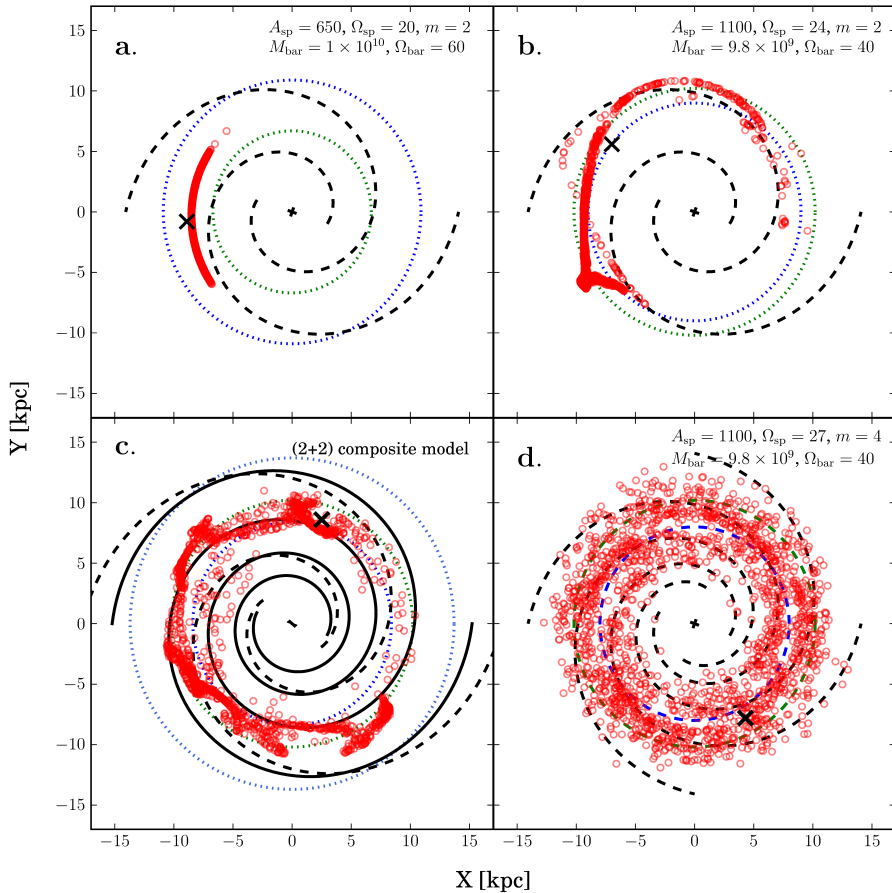 a.
A_sp = 650, Ω_sp = 20, m = 2
M_bar = 1 × 10^10, Ω_bar = 60
b.
A_sp = 1100, Ω_sp = 24, m = 2
M_bar = 9.8 × 10^9, Ω_bar = 40
15
10
5
0
−5
−10
−15
c.
(2+2) composite model
d.
A_sp = 1100, Ω_sp = 27, m = 4
M_bar = 9.8 × 10^9, Ω_bar = 40
15
10
5
0
−5
−10
−15
Y [kpc]
−15 −10 −5 0 5 10 15
−15 −10 −5 0 5 10 15
X [kpc]